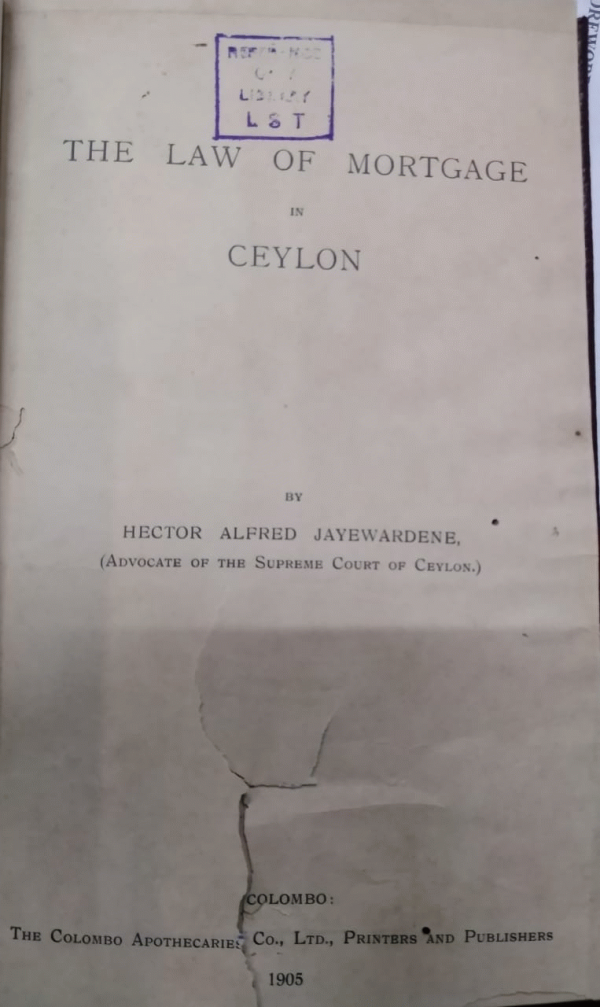 LIBRARY
L S T
THE LAW OF MORTGAGE
IN
CEYLON
BY
HECTOR ALFRED JAYEWARDENE,
(ADVOCATE OF THE SUPREME COURT OF CEYLON.)
COLOMBO:
THE COLOMBO APOTHECARIES CO., LTD., PRINTERS AND PUBLISHERS
1905